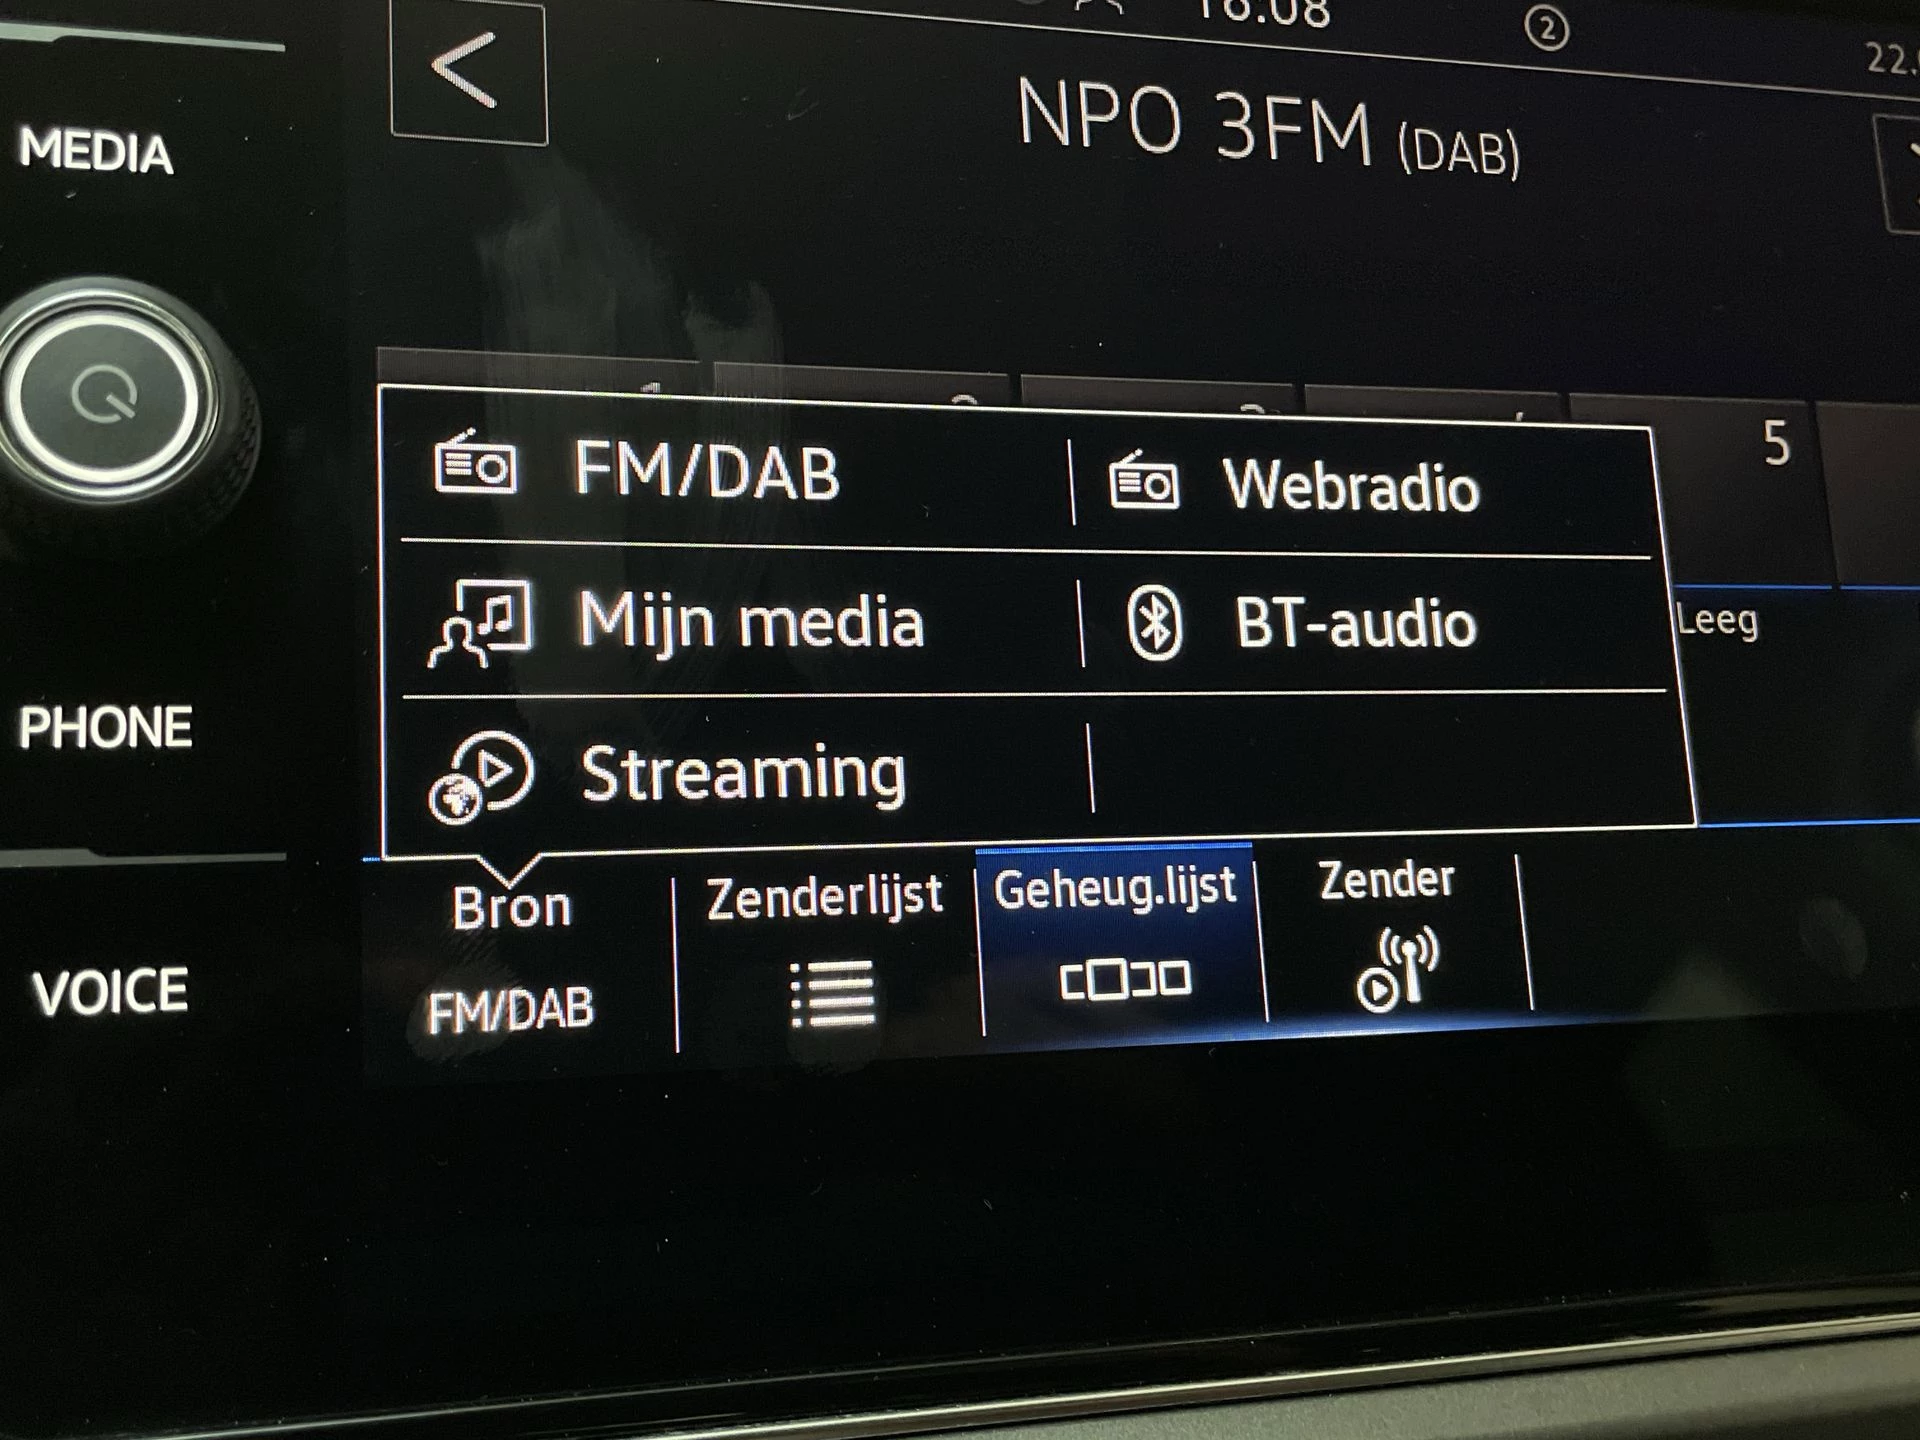 2
MEDIA
NPO 3FM (DAB)
5
FM/DAB
Webradio
Mijn media
BT-audio
Leeg
PHONE
Streaming
Bron
Zenderlijst
Geheug.lijst
Zender
VOICE
FM/DAB